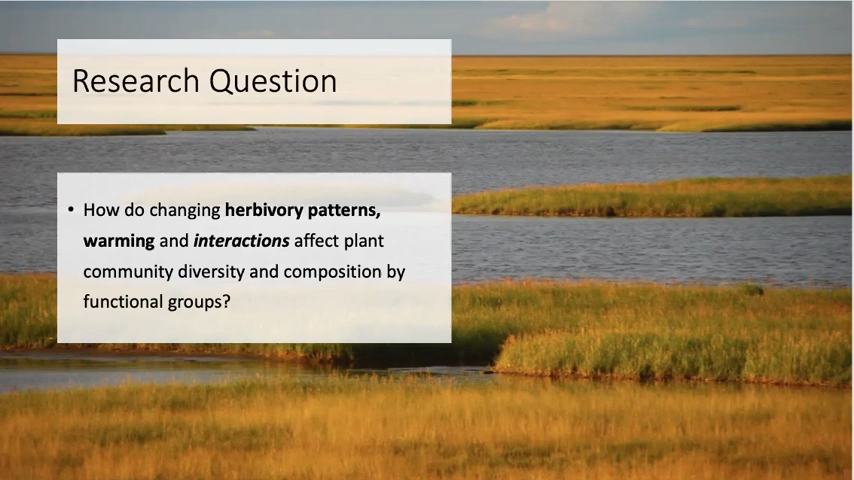 Research Question
• How do changing herbivory patterns,
warming and interactions affect plant
community diversity and composition by
functional groups?